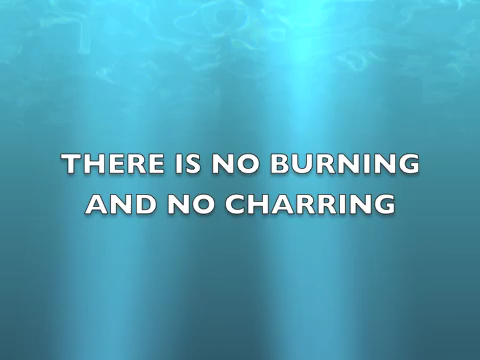 THERE IS NO BURNING
AND NO CHARRING